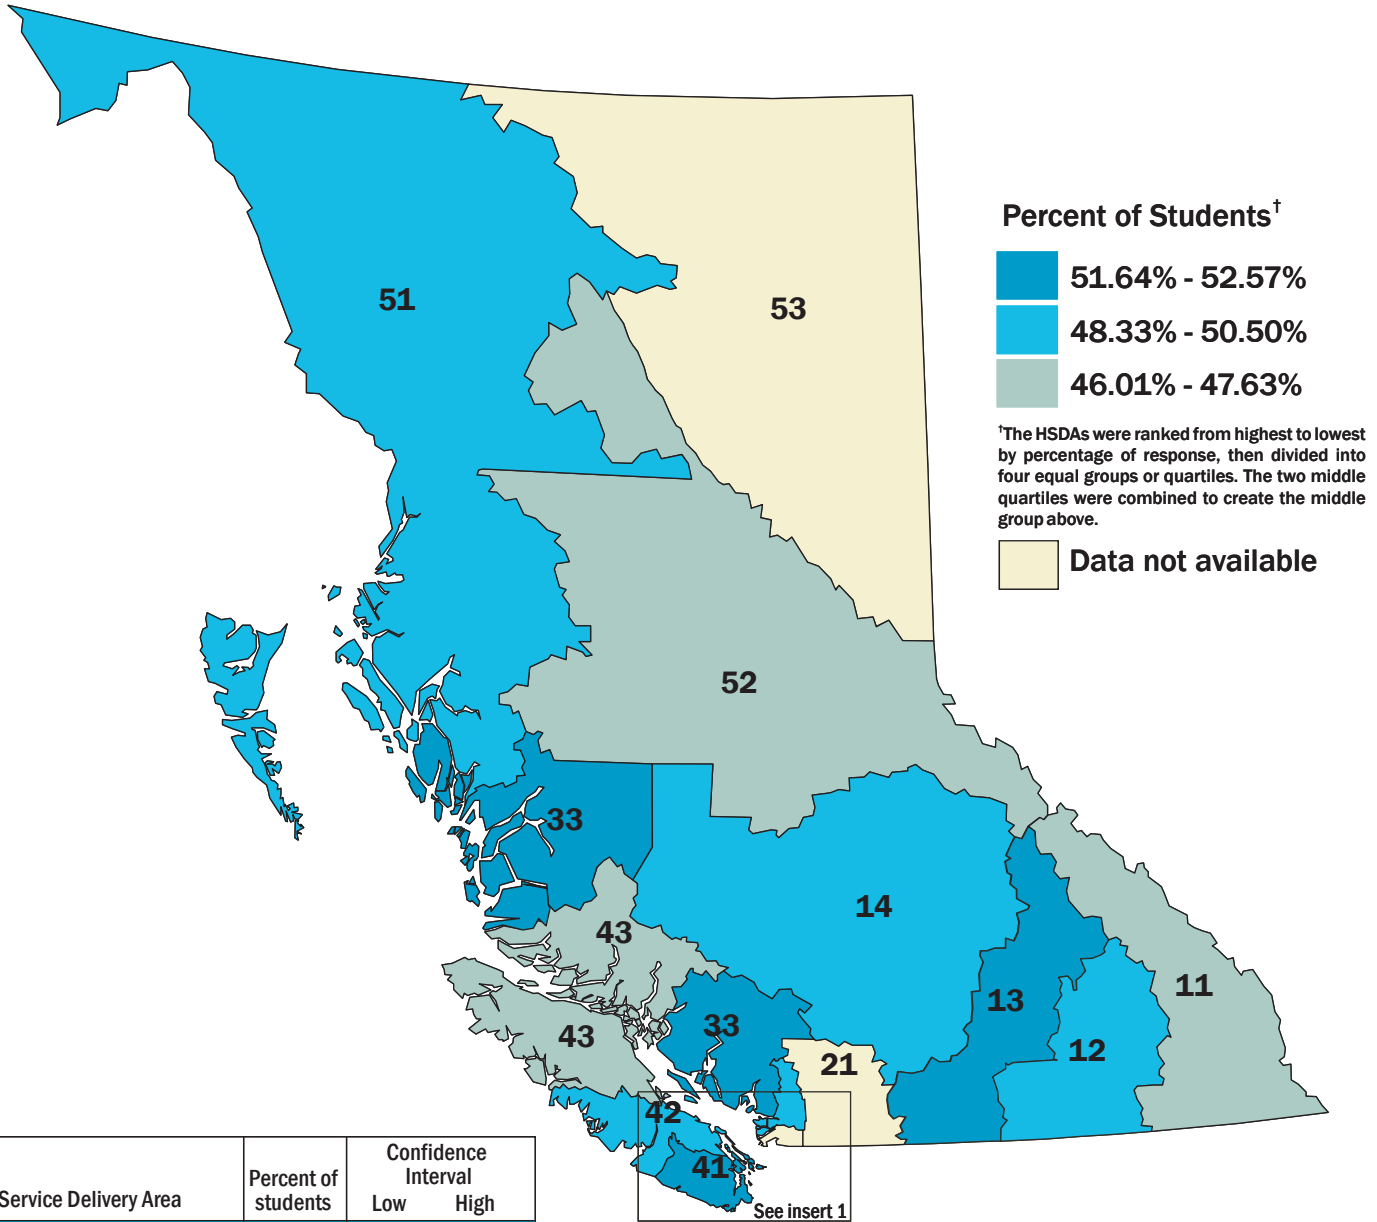 51
53
Percent of Students†
51.64% - 52.57%
48.33% - 50.50%
46.01% - 47.63%
†The HSDAs were ranked from highest to lowest
by percentage of response, then divided into
four equal groups or quartiles. The two middle
quartiles were combined to create the middle
group above.
Data not available
52
33
14
43
11
13
33
43
12
21
42
41
See insert 1
Service Delivery Area
Percent of
students
Confidence
Interval
Low High